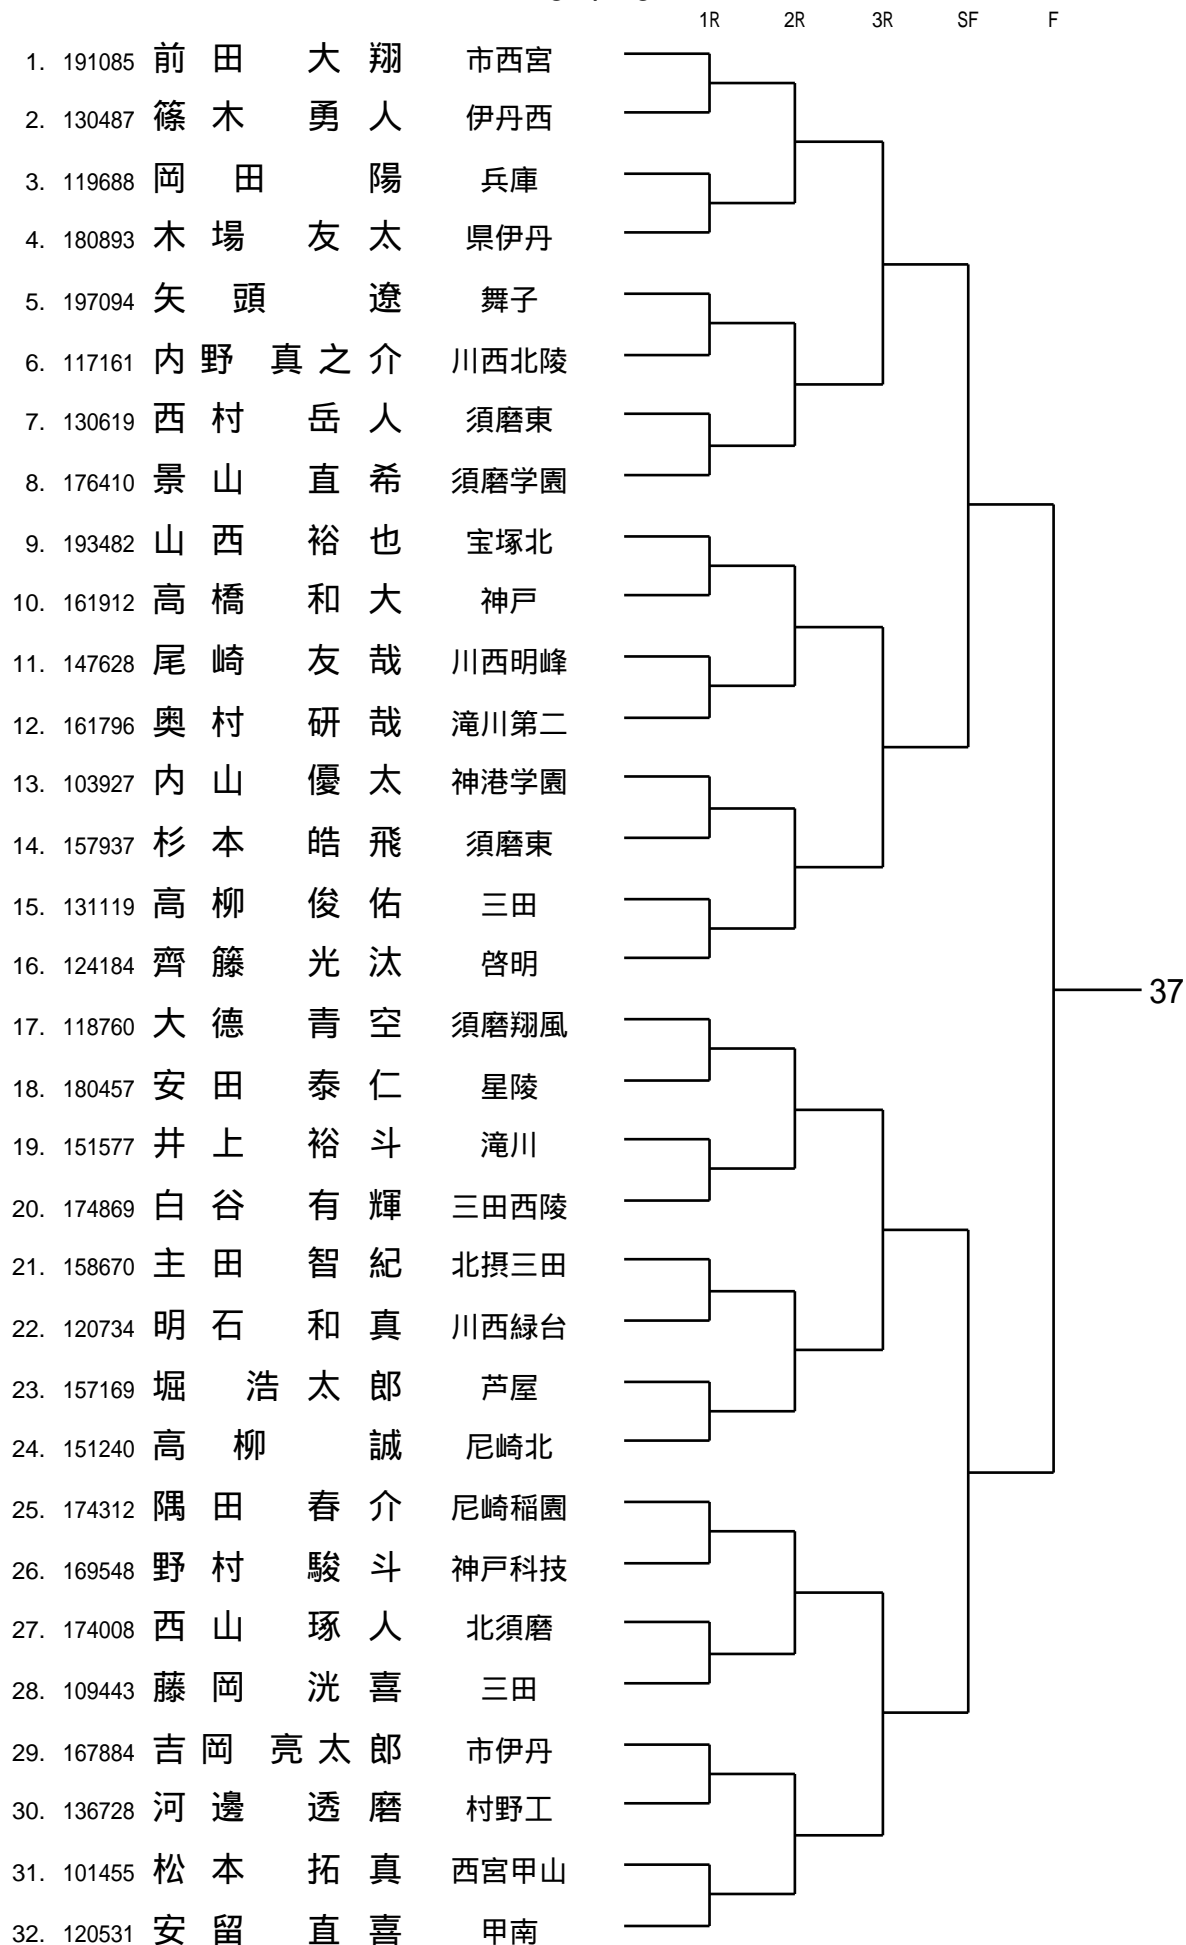 1R 2R 3R SF F
1. 191085 前田 大翔 市西宮
2. 130487 篠木 勇人 伊丹西
3. 119688 岡田 陽 兵庫
4. 180893 木場 友太 県伊丹
5. 197094 矢頭 遼 舞子
6. 117161 内野 真之介 川西北陵
7. 130619 西村 岳人 須磨東
8. 176410 景山 直希 須磨学園
9. 193482 山西 裕也 宝塚北
10. 161912 高橋 和大 神戸
11. 147628 尾崎 友哉 川西明峰
12. 161796 奥村 研哉 滝川第二
13. 103927 内山 優太 神港学園
14. 157937 杉本 皓飛 須磨東
15. 131119 高柳 俊佑 三田
16. 124184 齊籐 光汰 啓明
37
17. 118760 大德 青空 須磨翔風
18. 180457 安田 泰仁 星陵
19. 151577 井上 裕斗 滝川
20. 174869 白谷 有輝 三田西陵
21. 158670 主田 智紀 北摂三田
22. 120734 明石 和真 川西緑台
23. 157169 堀 浩太郎 芦屋
24. 151240 高柳 誠 尼崎北
25. 174312 隅田 春介 尼崎稲園
26. 169548 野村 駿斗 神戸科技
27. 174008 西山 琢人 北須磨
28. 109443 藤岡 洸喜 三田
29. 167884 吉岡 亮太郎 市伊丹
30. 136728 河邊 透磨 村野工
31. 101455 松本 拓真 西宮甲山
32. 120531 安留 直喜 甲南